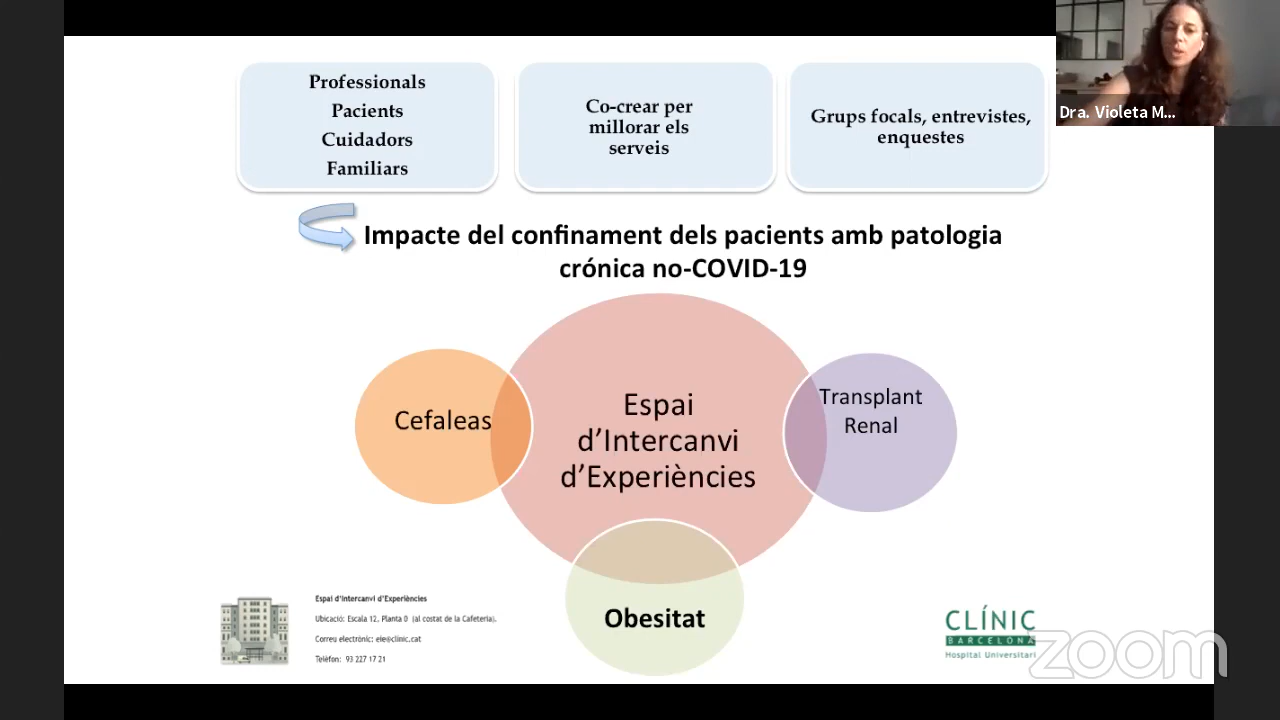 Professionals
Pacients
Cuidadors
Familiars
Co-crear per
millorar els
serveis
Grups focals, entrevistes,
enquestes
Dra. Violeta M...
Impacte del confinament dels pacients amb patologia
crónica no-COVID-19
Cefaleas
Espai
d'Intercanvi
d'Experiències
Transplant
Renal
Obesitat
Espai d'Intercanvi d'Experiències
Ubicació: Escala 12, Planta 0 (al costat de la Cafeteria).
Correu electrònic: eie@clinic.cat
Telèfon: 93 227 17 21
CLÍNIC
BARCELONA
Hospital Universitari
zoom